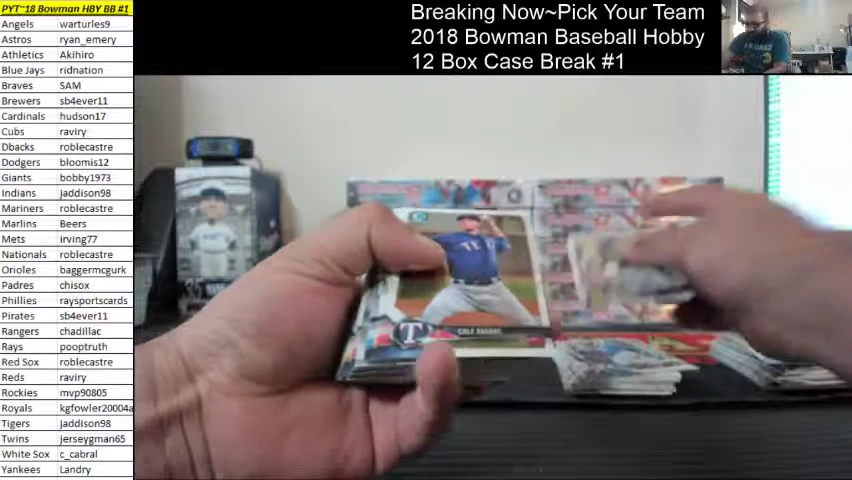 PYT~18 Bowman HBY BB #1
Angels warturles9
Astros ryan_emery
Athletics Akihiro
Blue Jays ridnation
Braves SAM
Brewers sb4ever11
Cardinals hudson17
Cubs raviry
Dbacks roblecastre
Dodgers bloomis12
Giants bobby1973
Indians jaddison98
Mariners roblecastre
Marlins Beers
Mets irving77
Nationals roblecastre
Orioles baggermcgurk
Padres chisox
Phillies raysportscards
Pirates sb4ever11
Rangers chadillac
Rays pooptruth
Red Sox roblecastre
Reds raviry
Rockies mvp90805
Royals kgfowler20004a
Tigers jaddison98
Twins jerseygman65
White Sox c_cabral
Yankees Landry
Breaking Now~Pick Your Team
2018 Bowman Baseball Hobby
12 Box Case Break #1
COLE RAGANS